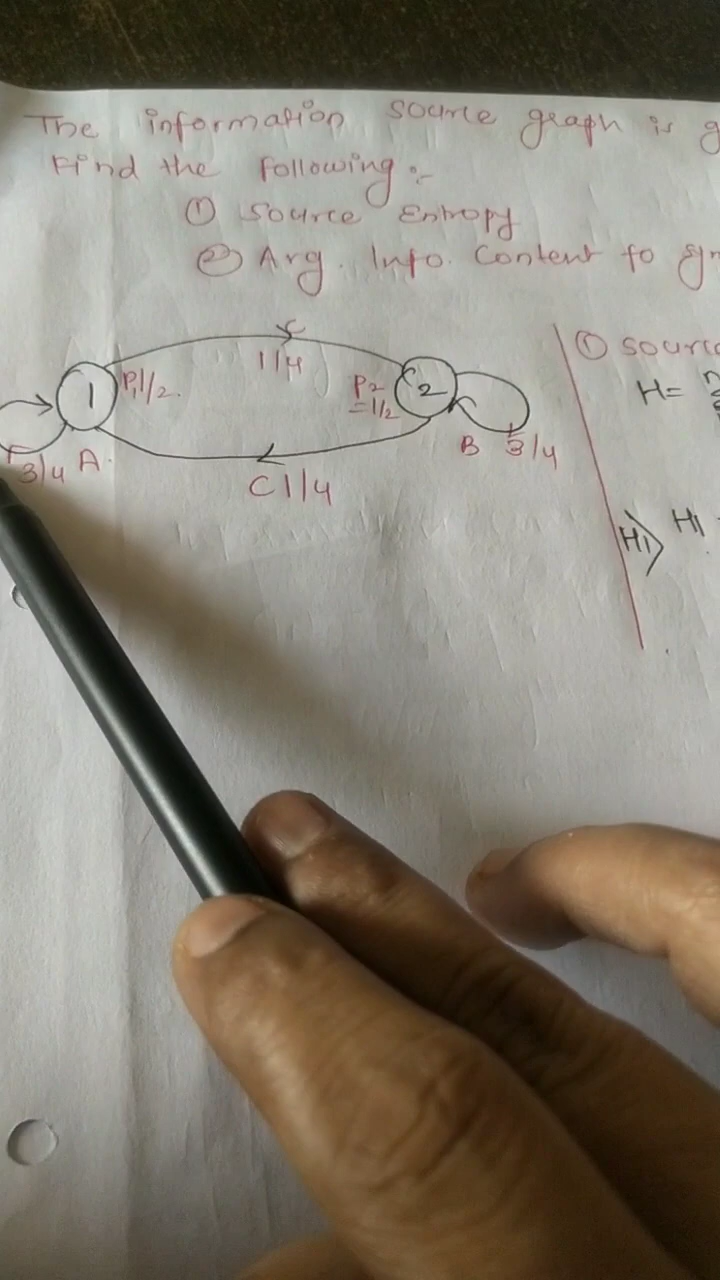 The information source graph is g
Find the following :-
① Source Entropy
② Avg. Info. Content fo
C
1/4
1
P1 1/2.
P2
=1/2
2
3/4 A.
B 3/4
C 1/4
① Source
H =
H1> H1